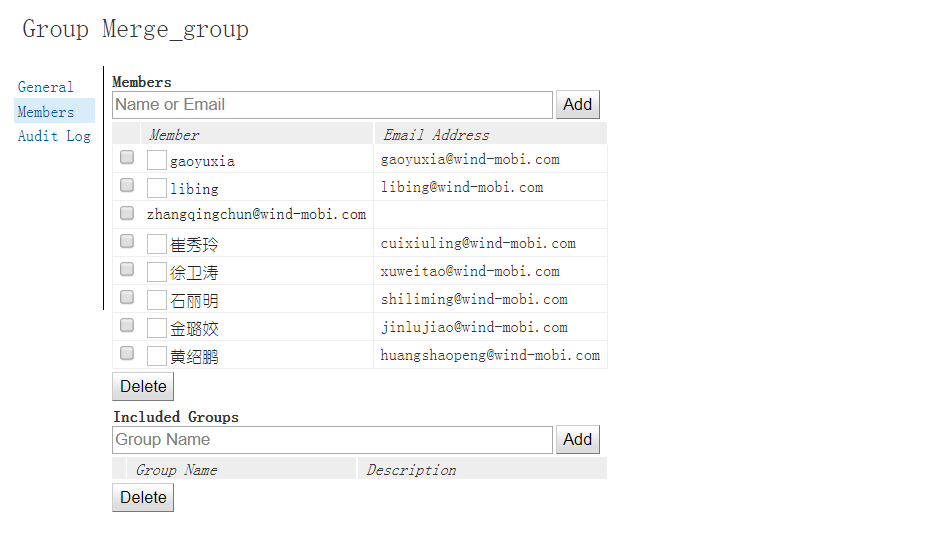 Group Merge_group
General
Members
Audit Log
Members
Name or Email Add
Member Email Address
gaoyuxia gaoyuxia@wind-mobi.com
libing libing@wind-mobi.com
zhangqingchun@wind-mobi.com
崔秀玲 cuixiuling@wind-mobi.com
徐卫涛 xuweitao@wind-mobi.com
石丽明 shiliming@wind-mobi.com
金璐姣 jinlujiao@wind-mobi.com
黄绍鹏 huangshaopeng@wind-mobi.com
Delete
Included Groups
Group Name Add
Group Name Description
Delete